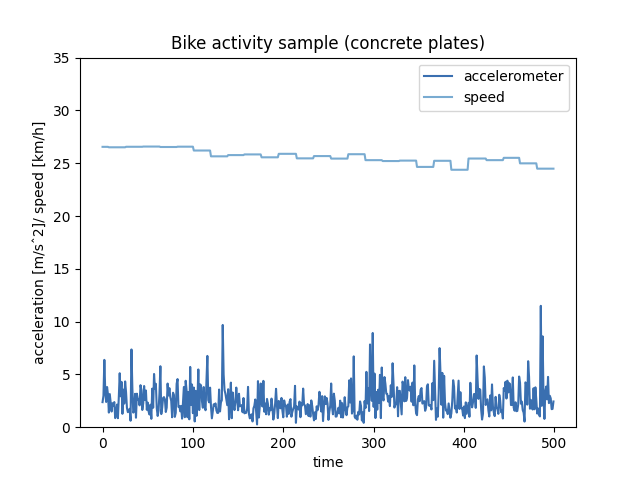 Bike activity sample (concrete plates)
accelerometer
speed
acceleration [m/sˆ2]/ speed [km/h]
35
30
25
20
15
10
5
0
0 100 200 300 400 500
time